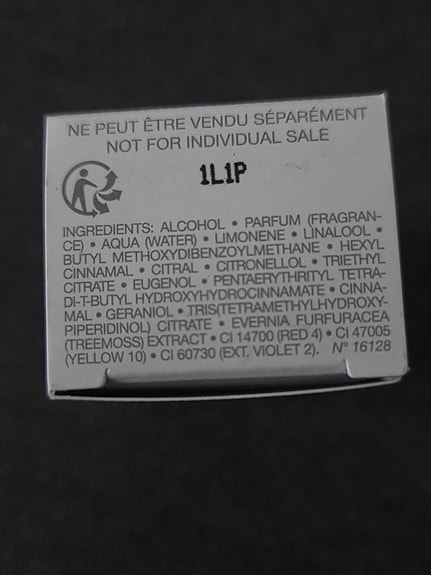 NE PEUT ÊTRE VENDU SÉPARÉMENT
NOT FOR INDIVIDUAL SALE
1L1P
INGREDIENTS: ALCOHOL • PARFUM (FRAGRAN-
CE) • AQUA (WATER) • LIMONENE • LINALOOL •
BUTYL METHOXYDIBENZOYLMETHANE • HEXYL
CINNAMAL • CITRAL • CITRONELLOL • TRIETHYL
CITRATE • EUGENOL • PENTAERYTHRITYL TETRA-
DI-T-BUTYL HYDROXYHYDROCINNAMATE • CINNA-
MAL • GERANIOL • TRIS(TETRAMETHYLHYDROXY-
PIPERIDINOL) CITRATE • EVERNIA FURFURACEA
(TREEMOSS) EXTRACT • CI 14700 (RED 4) • CI 47005
(YELLOW 10) • CI 60730 (EXT. VIOLET 2). N° 16128